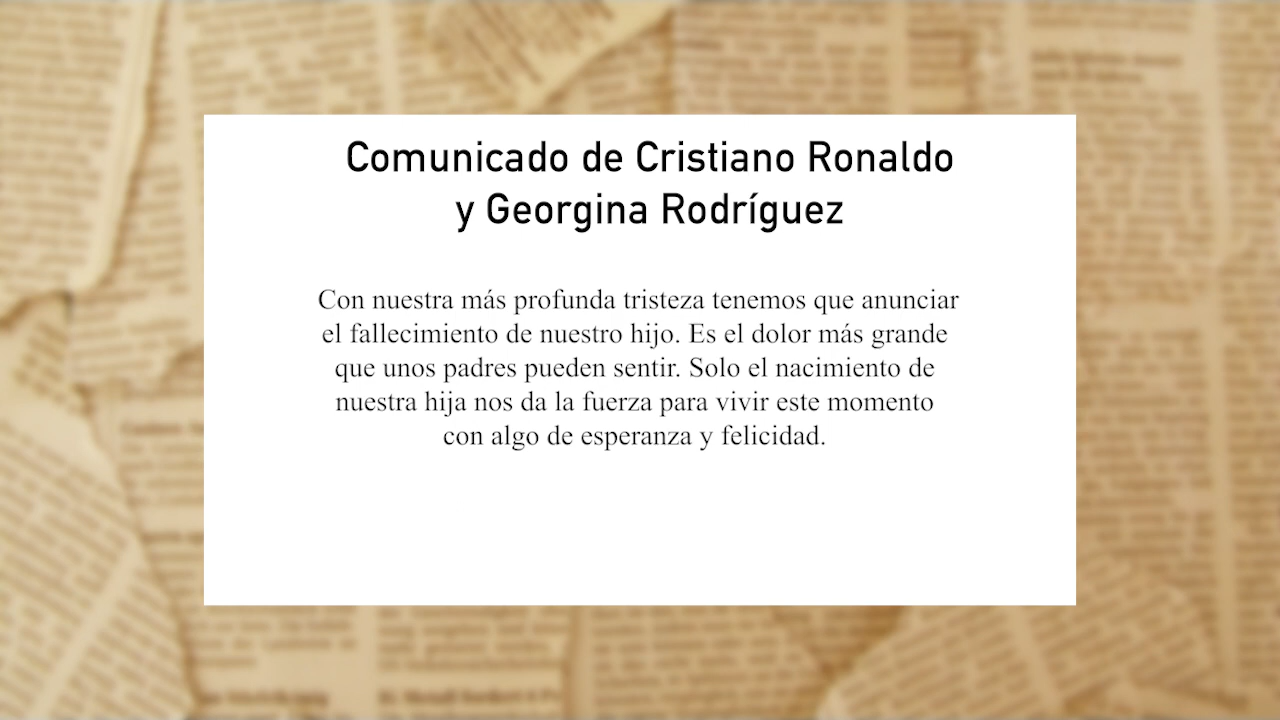 Comunicado de Cristiano Ronaldo
y Georgina Rodríguez
Con nuestra más profunda tristeza tenemos que anunciar
el fallecimiento de nuestro hijo. Es el dolor más grande
que unos padres pueden sentir. Solo el nacimiento de
nuestra hija nos da la fuerza para vivir este momento
con algo de esperanza y felicidad.